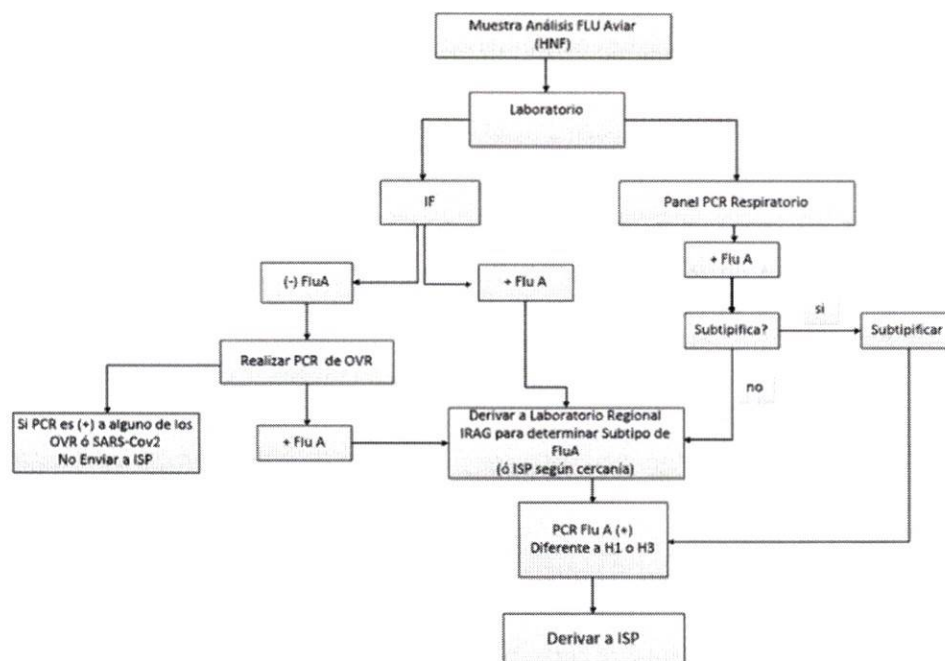 Muestra Análisis FLU Aviar
(HNF)
Laboratorio
IF
Panel PCR Respiratorio
+ Flu A
(-) FluA
+ Flu A
si
Subtipifica?
Subtipificar
Realizar PCR de OVR
no
Si PCR es (+) a alguno de los
OVR ó SARS-Cov2
No Enviar a ISP
+ Flu A
Derivar a Laboratorio Regional
IRAG para determinar Subtipo de
FluA
(ó ISP según cercanía)
PCR Flu A (+)
Diferente a H1 o H3
Derivar a ISP